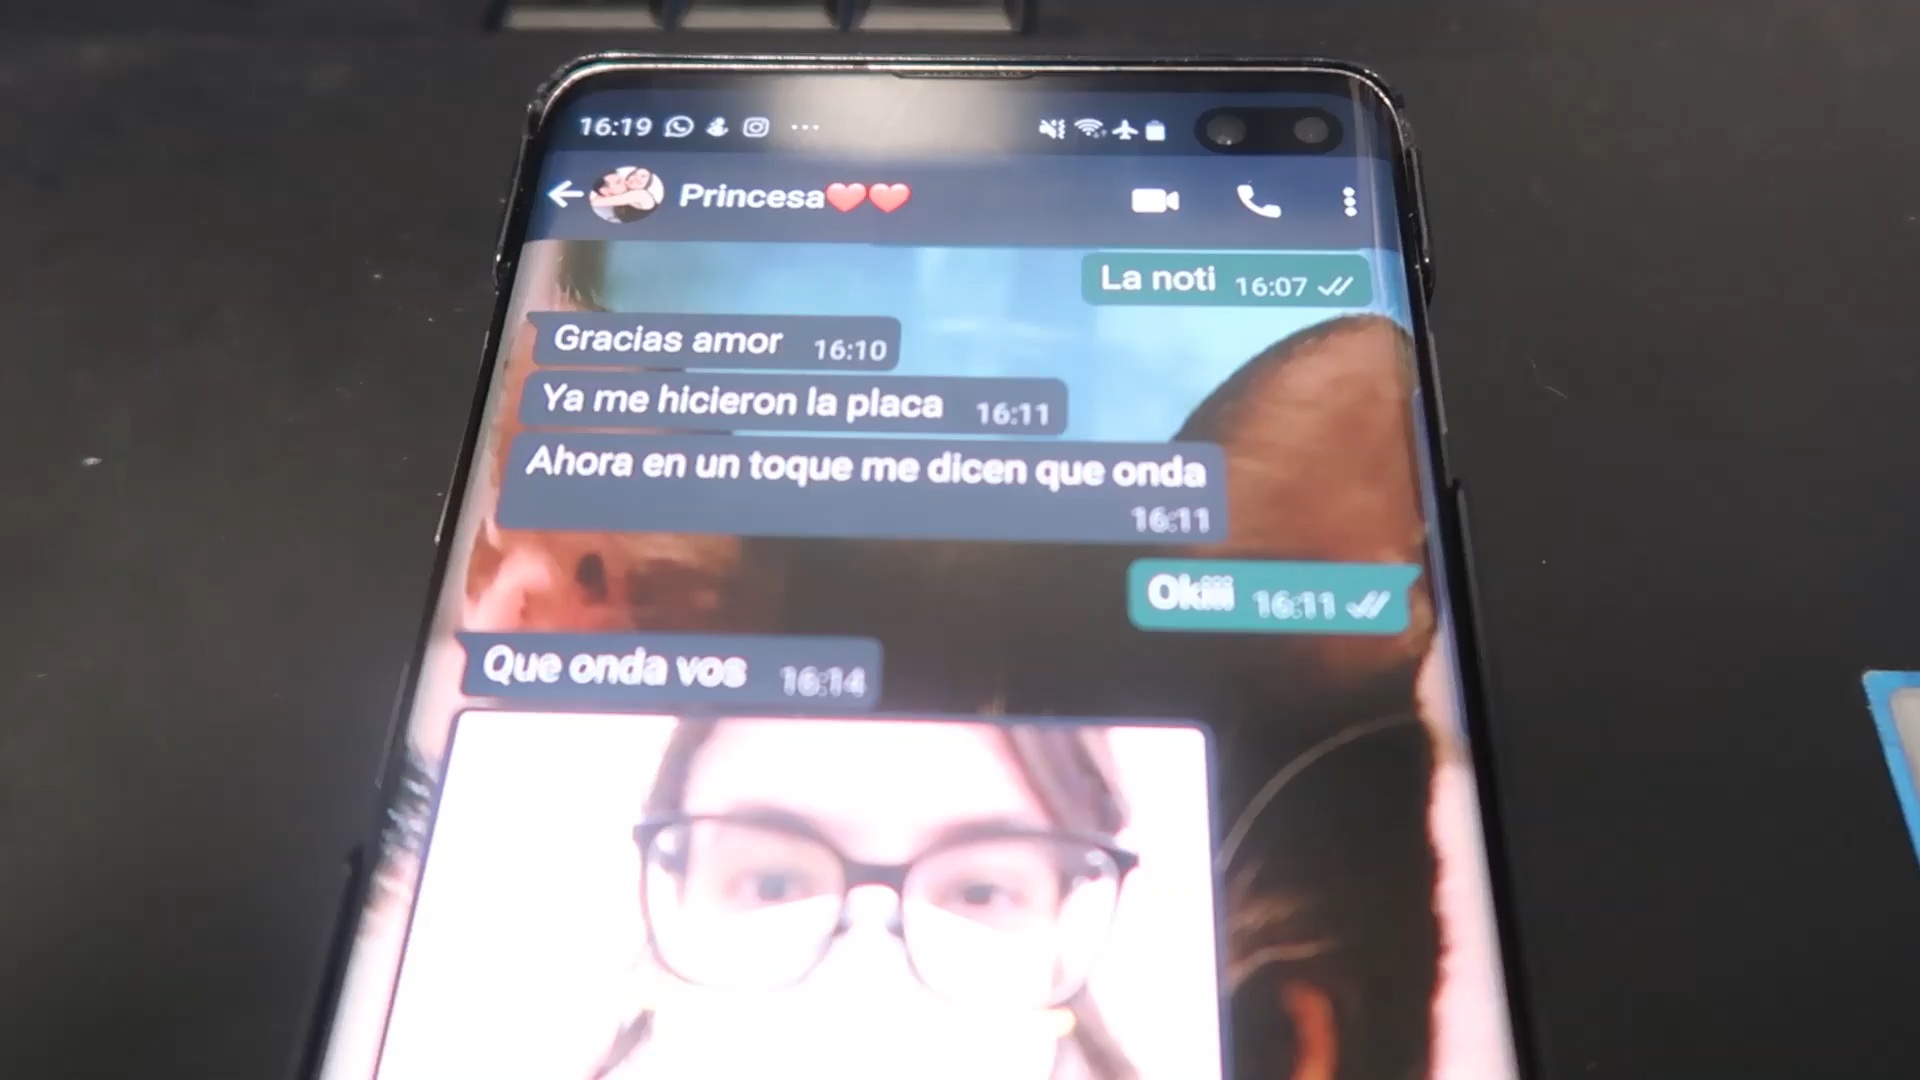 16:19
Princesa❤️❤️
La noti 16:07
Gracias amor 16:10
Ya me hicieron la placa 16:11
Ahora en un toque me dicen que onda
16:11
Okiiii 16:11
Que onda vos 16:14